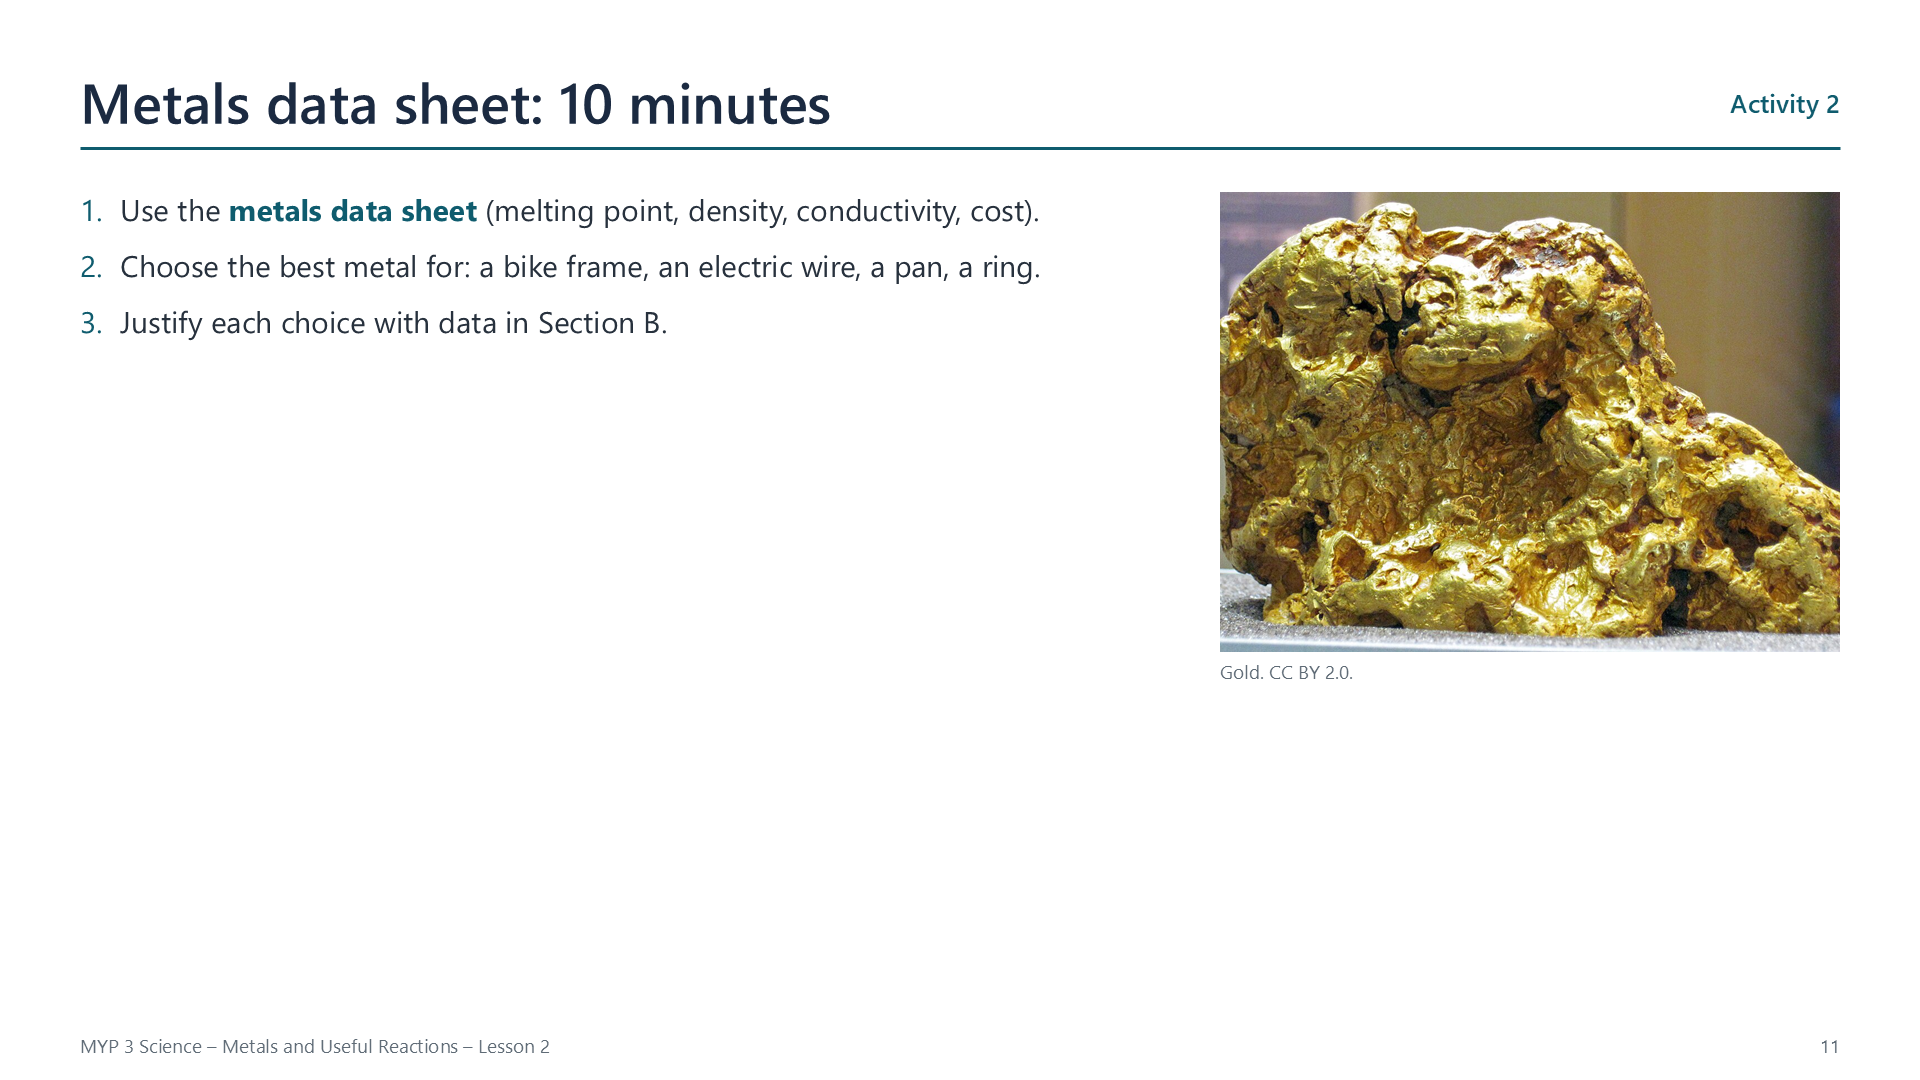 Metals data sheet: 10 minutes
Activity 2
1. Use the metals data sheet (melting point, density, conductivity, cost).
2. Choose the best metal for: a bike frame, an electric wire, a pan, a ring.
3. Justify each choice with data in Section B.
Gold. CC BY 2.0.
MYP 3 Science – Metals and Useful Reactions – Lesson 2
11